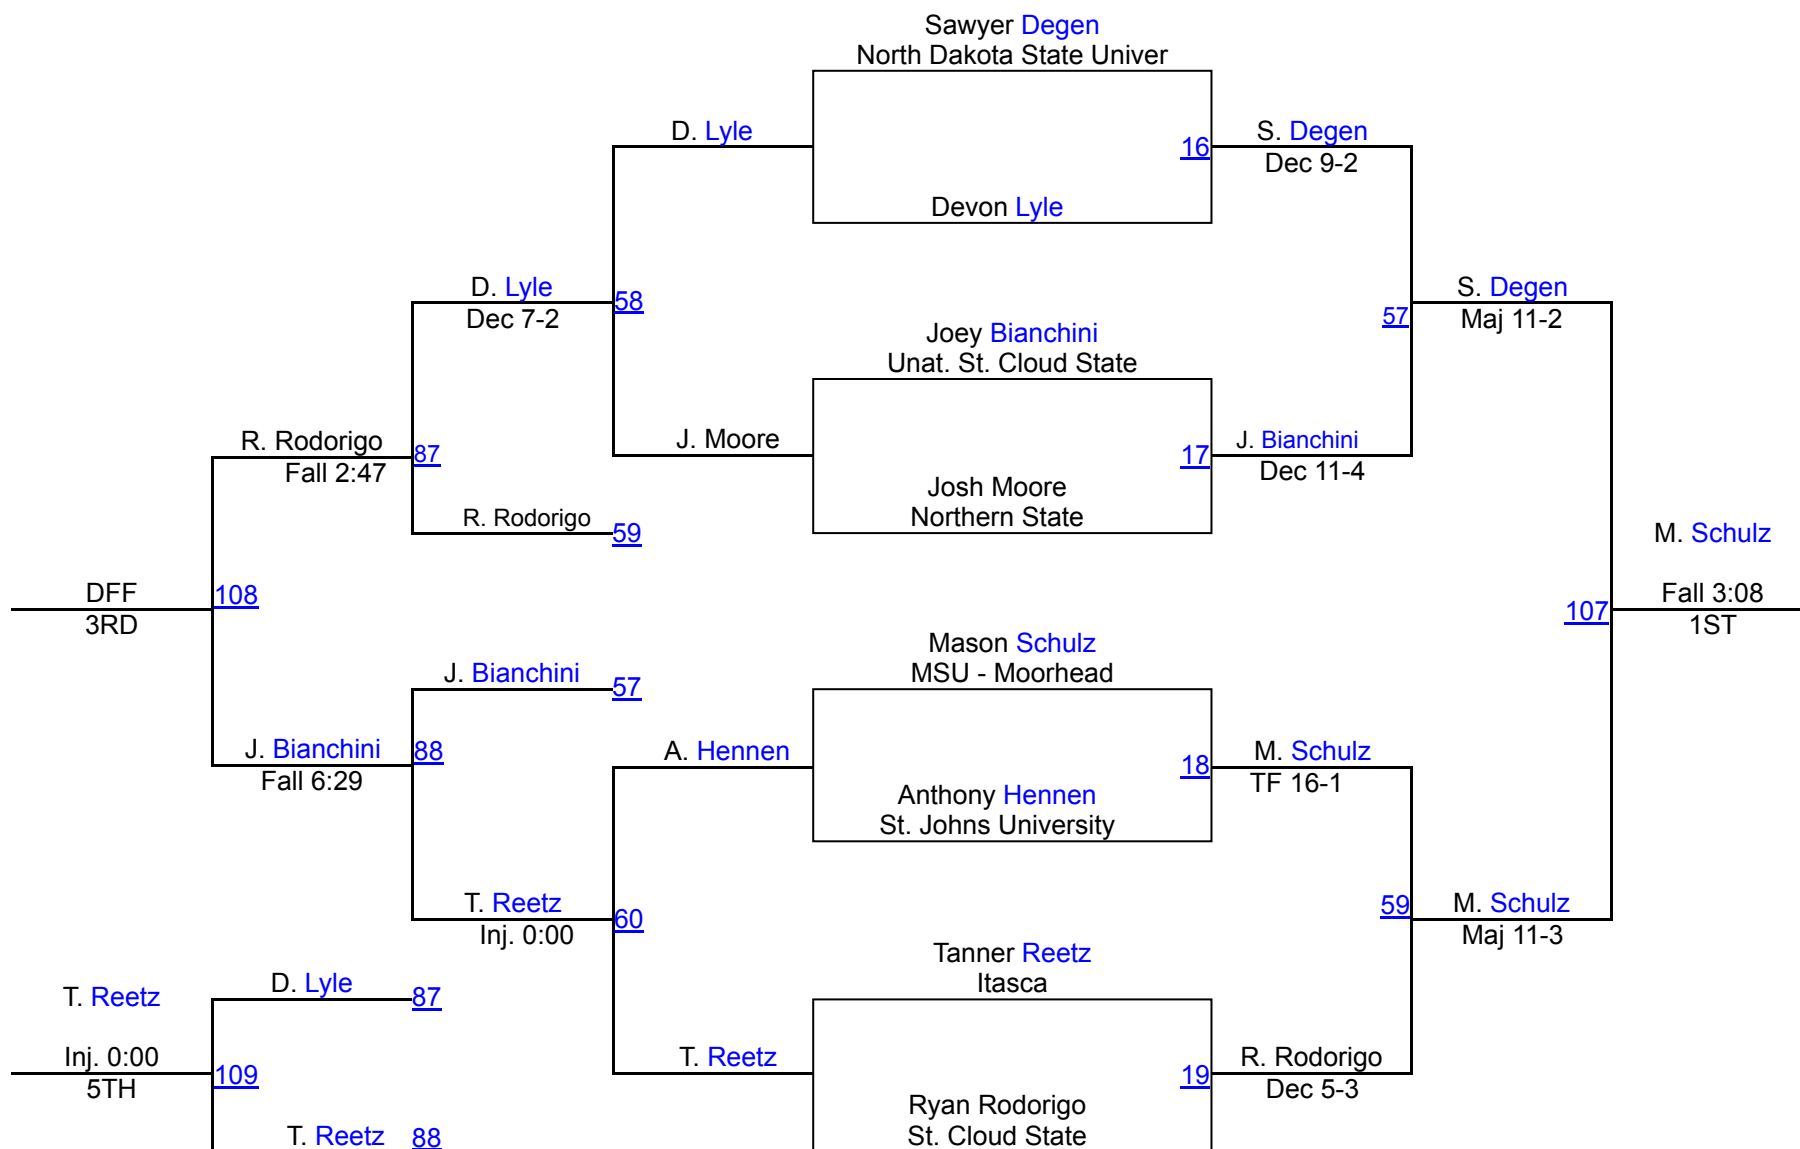 Sawyer Degen
North Dakota State Univer
D. Lyle
16
S. Degen
Dec 9-2
Devon Lyle
D. Lyle
Dec 7-2
58
S. Degen
Maj 11-2
57
Joey Bianchini
Unat. St. Cloud State
R. Rodorigo
Fall 2:47
87
J. Moore
17
J. Bianchini
Dec 11-4
Josh Moore
Northern State
R. Rodorigo
59
M. Schulz
DFF
3RD
108
107
Fall 3:08
1ST
Mason Schulz
MSU - Moorhead
J. Bianchini
57
J. Bianchini
Fall 6:29
88
A. Hennen
18
M. Schulz
TF 16-1
Anthony Hennen
St. Johns University
T. Reetz
Inj. 0:00
60
59
M. Schulz
Maj 11-3
Tanner Reetz
Itasca
T. Reetz
D. Lyle
87
Inj. 0:00
5TH
109
T. Reetz
19
R. Rodorigo
Dec 5-3
Ryan Rodorigo
St. Cloud State
T. Reetz
88